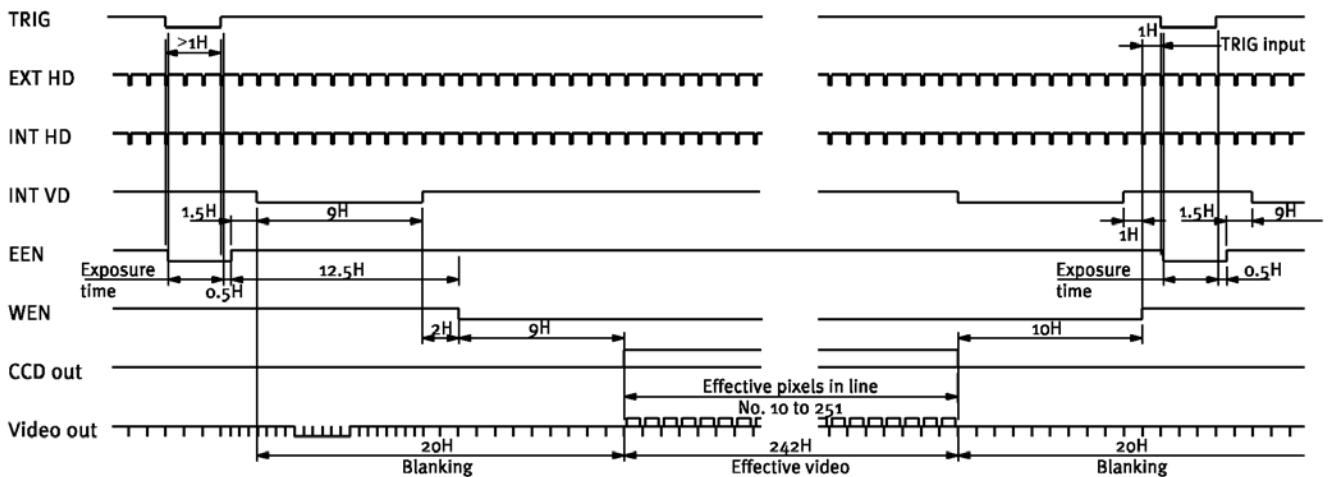 TRIG
>1H
1H
TRIG input
EXT HD
INT HD
INT VD
1.5H
9H
1H
1.5H
9H
EEN
Exposure
time
0.5H
12.5H
Exposure
time
0.5H
WEN
2H
9H
10H
CCD out
Effective pixels in line
No. 10 to 251
Video out
20H
Blanking
242H
Effective video
20H
Blanking